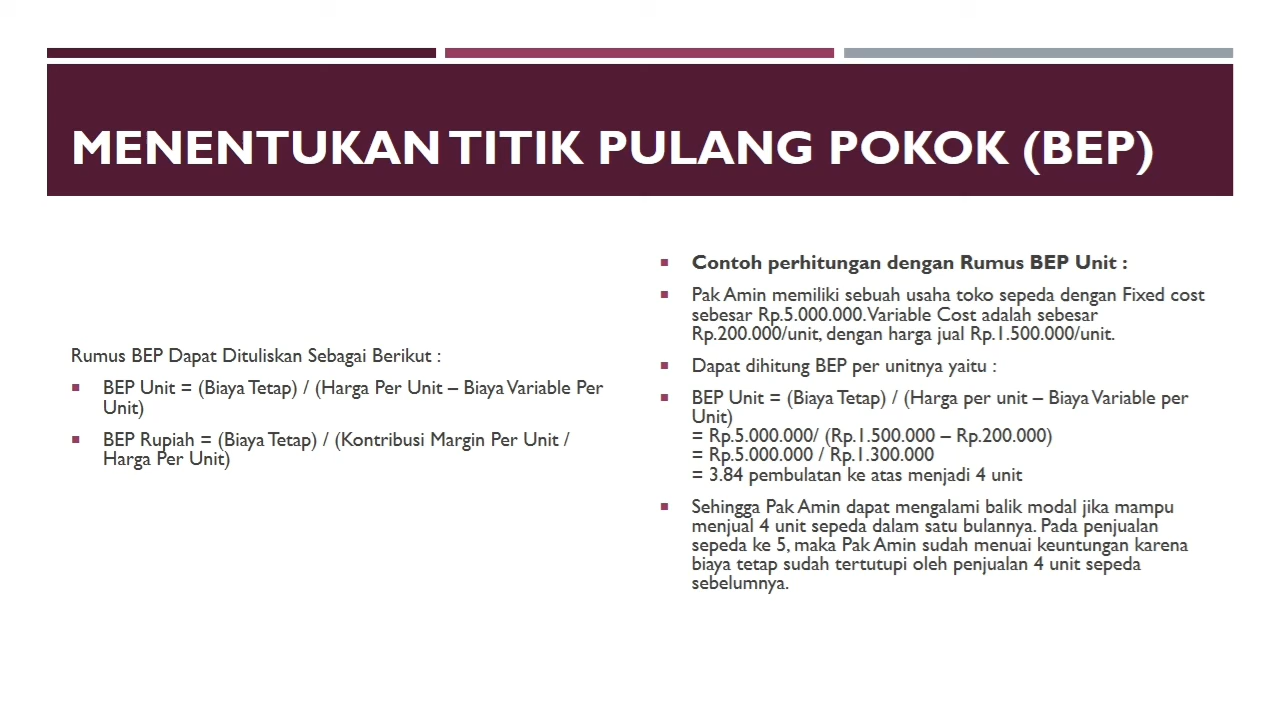 MENENTUKAN TITIK PULANG POKOK (BEP)
Rumus BEP Dapat Dituliskan Sebagai Berikut :
BEP Unit = (Biaya Tetap) / (Harga Per Unit – Biaya Variable Per
Unit)
BEP Rupiah = (Biaya Tetap) / (Kontribusi Margin Per Unit /
Harga Per Unit)
Contoh perhitungan dengan Rumus BEP Unit :
Pak Amin memiliki sebuah usaha toko sepeda dengan Fixed cost
sebesar Rp.5.000.000. Variable Cost adalah sebesar
Rp.200.000/unit, dengan harga jual Rp.1.500.000/unit.
Dapat dihitung BEP per unitnya yaitu :
BEP Unit = (Biaya Tetap) / (Harga per unit – Biaya Variable per
Unit)
= Rp.5.000.000/ (Rp.1.500.000 – Rp.200.000)
= Rp.5.000.000 / Rp.1.300.000
= 3.84 pembulatan ke atas menjadi 4 unit
Sehingga Pak Amin dapat mengalami balik modal jika mampu
menjual 4 unit sepeda dalam satu bulannya. Pada penjualan
sepeda ke 5, maka Pak Amin sudah menuai keuntungan karena
biaya tetap sudah tertutupi oleh penjualan 4 unit sepeda
sebelumnya.